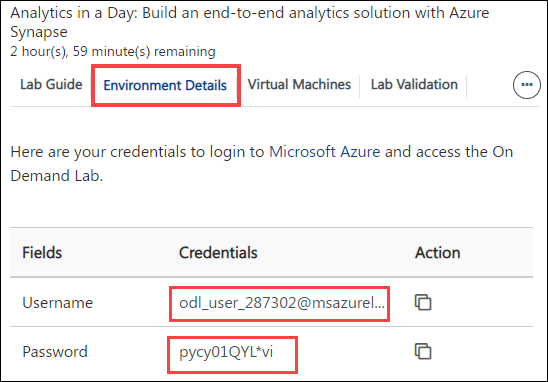 Analytics in a Day: Build an end-to-end analytics solution with Azure
Synapse
2 hour(s), 59 minute(s) remaining
Lab Guide Environment Details Virtual Machines Lab Validation
Here are your credentials to login to Microsoft Azure and access the On
Demand Lab.
Fields Credentials Action
Username odl_user_287302@msazurel...
Password pycy01QYL*vi